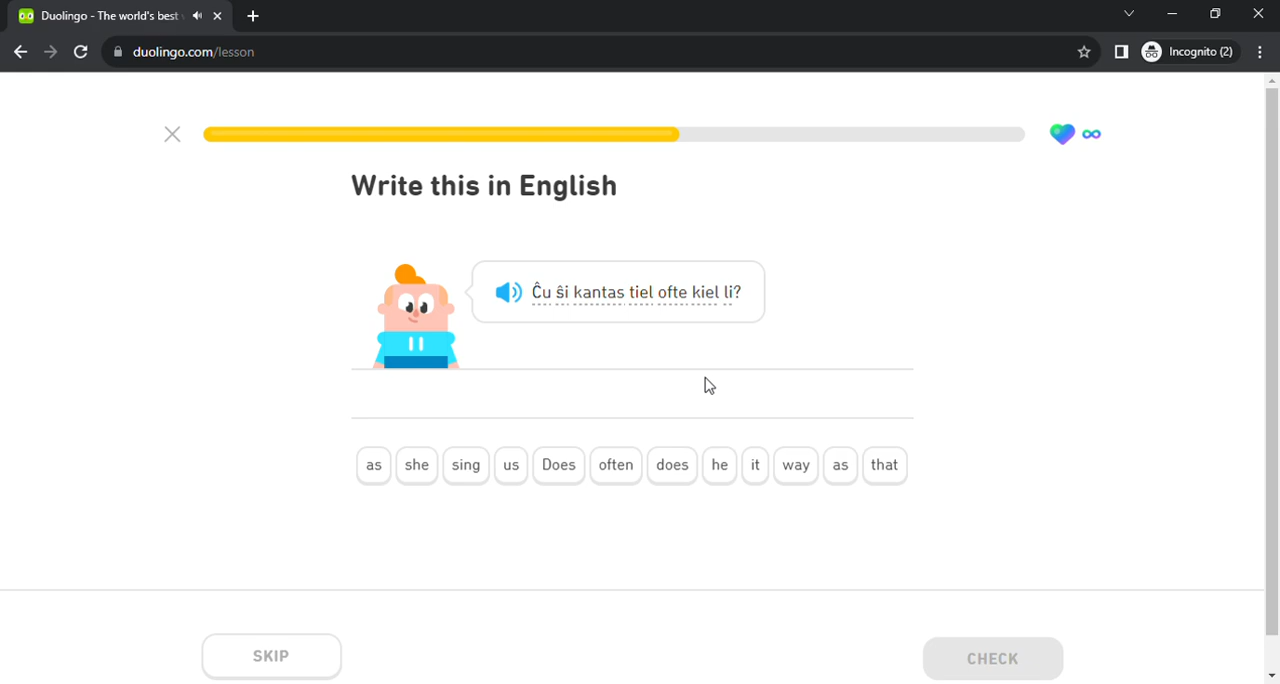 Duolingo - The world's best
duolingo.com/lesson
Incognito (2)
Write this in English
Ĉu ŝi kantas tiel ofte kiel li?
as she sing us Does often does he it way as that
SKIP
CHECK